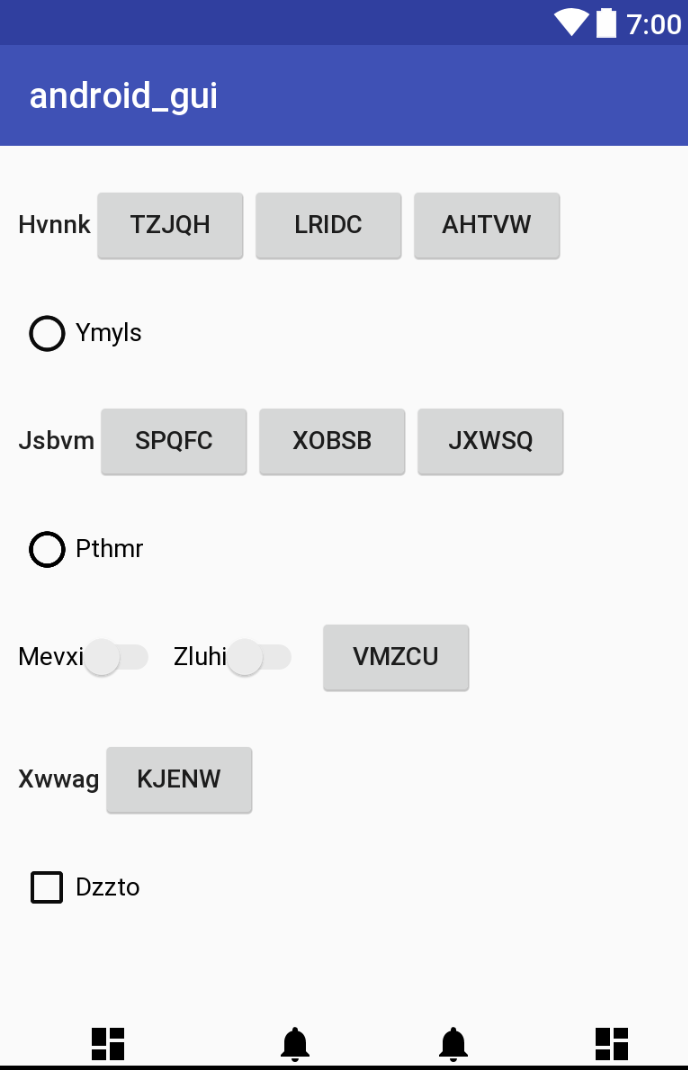 7:00
android_gui
Hvnnk TZJQH LRIDC AHTVW
Ymyls
Jsbvm SPQFC XOBSB JXWSQ
Pthmr
Mevxi Zluhi VMZCU
Xwwag KJENW
Dzzto